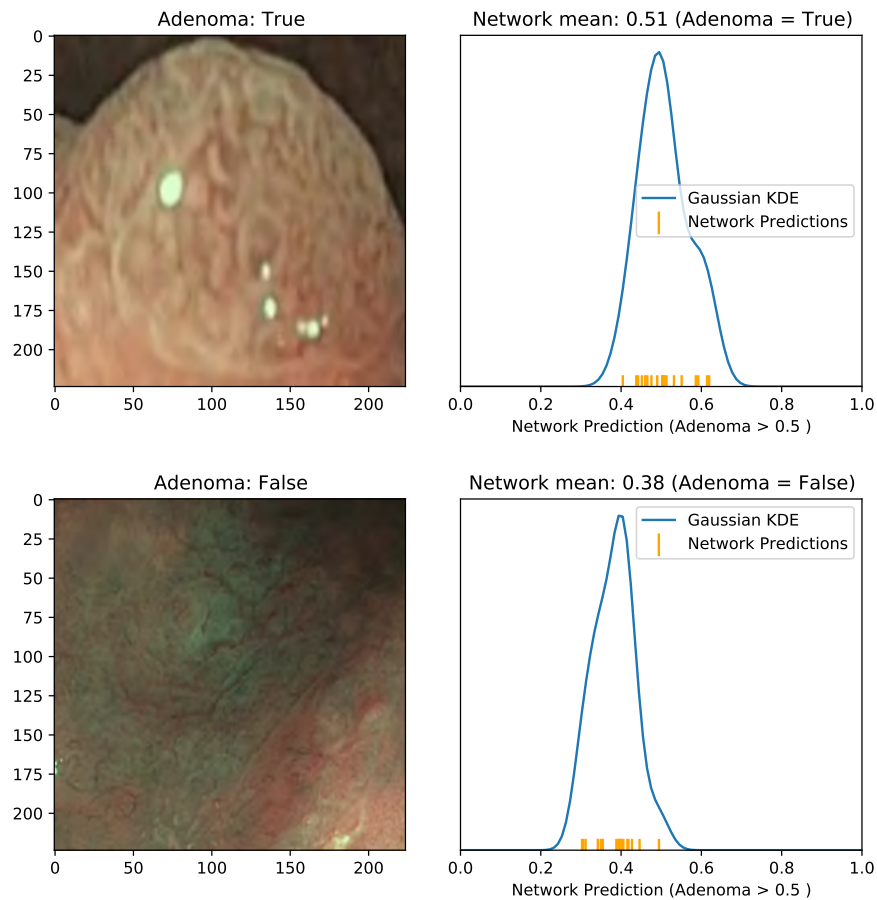 Adenoma: True
Network mean: 0.51 (Adenoma = True)
0
25
50
75
100
125
150
175
200
0 50 100 150 200
Gaussian KDE
Network Predictions
0.0 0.2 0.4 0.6 0.8 1.0
Network Prediction (Adenoma > 0.5 )
Adenoma: False
Network mean: 0.38 (Adenoma = False)
0
25
50
75
100
125
150
175
200
0 50 100 150 200
Gaussian KDE
Network Predictions
0.0 0.2 0.4 0.6 0.8 1.0
Network Prediction (Adenoma > 0.5 )